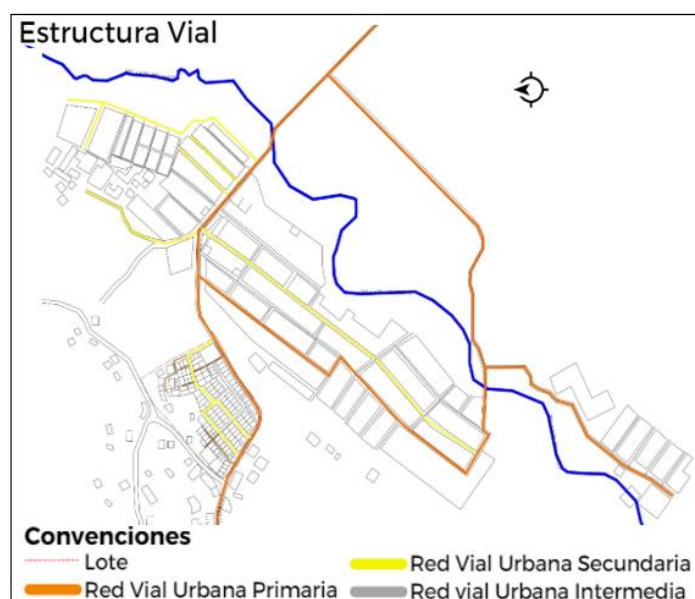 Estructura Vial
Convenciones
Lote
Red Vial Urbana Primaria
Red Vial Urbana Secundaria
Red vial Urbana Intermedia